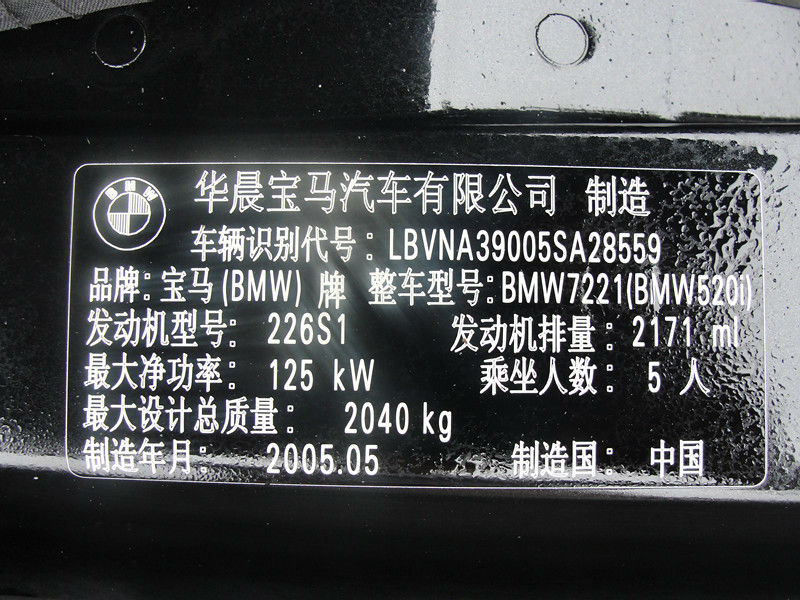 BMW
华晨宝马汽车有限公司 制造
车辆识别代号：LBVNA39005SA28559
品牌：宝马(BMW) 牌 整车型号：BMW7221(BMW520i)
发动机型号： 226S1 发动机排量：2171 ml
最大净功率： 125 kW 乘坐人数： 5 人
最大设计总质量： 2040 kg
制造年月： 2005.05 制造国： 中国